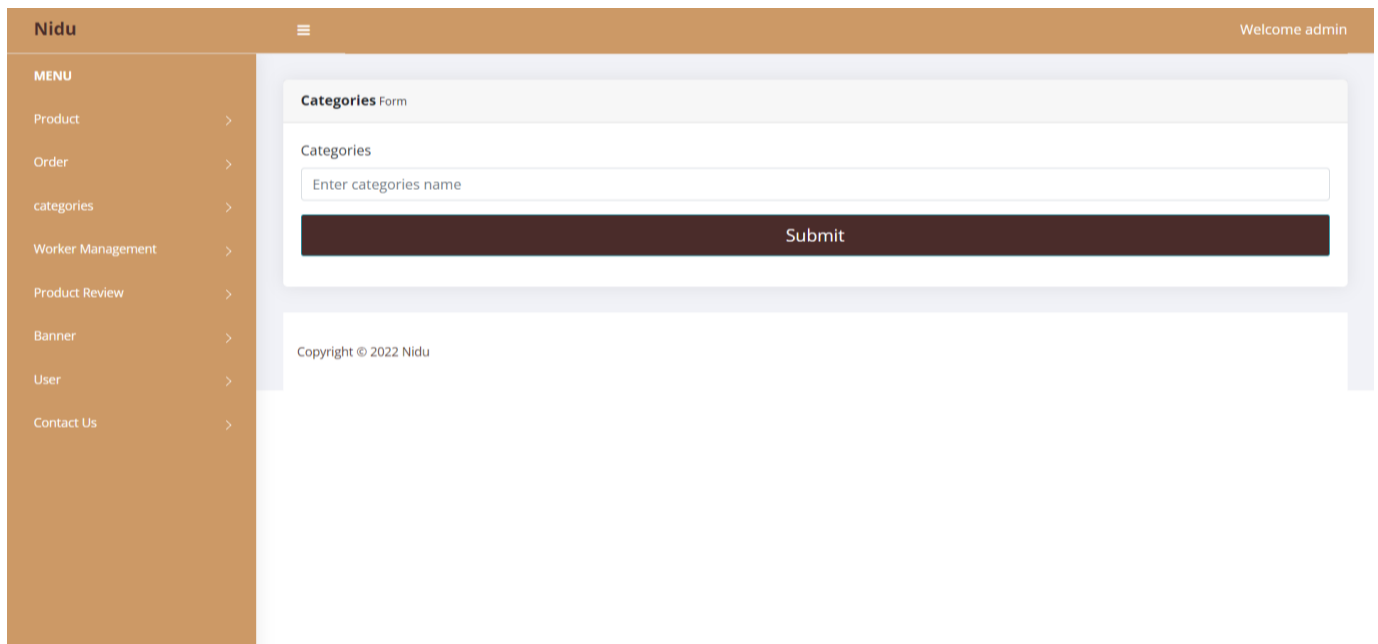 Nidu
Welcome admin
MENU
Product
Order
categories
Worker Management
Product Review
Banner
User
Contact Us
Categories Form
Categories
Enter categories name
Submit
Copyright © 2022 Nidu